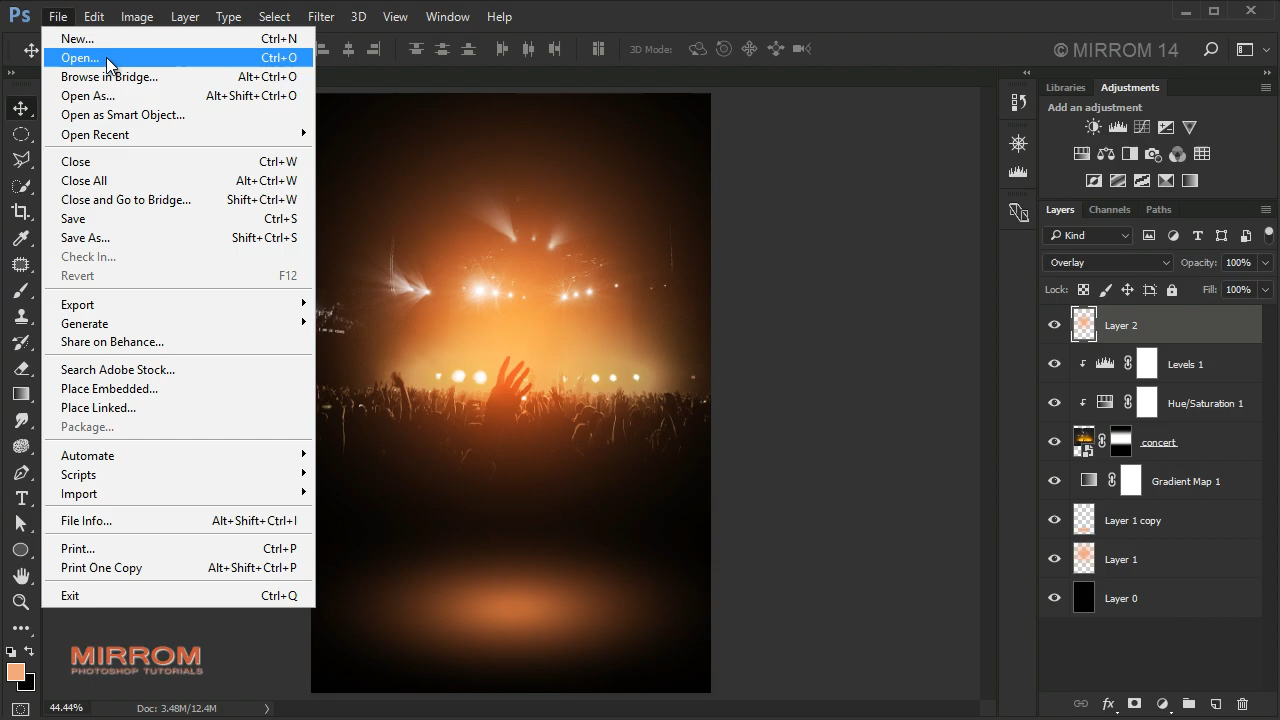 Ps File Edit Image Layer Type Select Filter 3D View Window Help
New... Ctrl+N
Open... Ctrl+O
Browse in Bridge... Alt+Ctrl+O
Open As... Alt+Shift+Ctrl+O
Open as Smart Object...
Open Recent
Close Ctrl+W
Close All Alt+Ctrl+W
Close and Go to Bridge... Shift+Ctrl+W
Save Ctrl+S
Save As... Shift+Ctrl+S
Check In...
Revert F12
Export
Generate
Share on Behance...
Search Adobe Stock...
Place Embedded...
Place Linked...
Package...
Automate
Scripts
Import
File Info... Alt+Shift+Ctrl+I
Print... Ctrl+P
Print One Copy Alt+Shift+Ctrl+P
Exit Ctrl+Q
3D Mode:
© MIRROM 14
Libraries Adjustments
Add an adjustment
Layers Channels Paths
Kind
Overlay Opacity: 100%
Lock: Fill: 100%
Layer 2
Levels 1
Hue/Saturation 1
concert
Gradient Map 1
Layer 1 copy
Layer 1
Layer 0
MIRROM
PHOTOSHOP TUTORIALS
44.44% Doc: 3.48M/12.4M